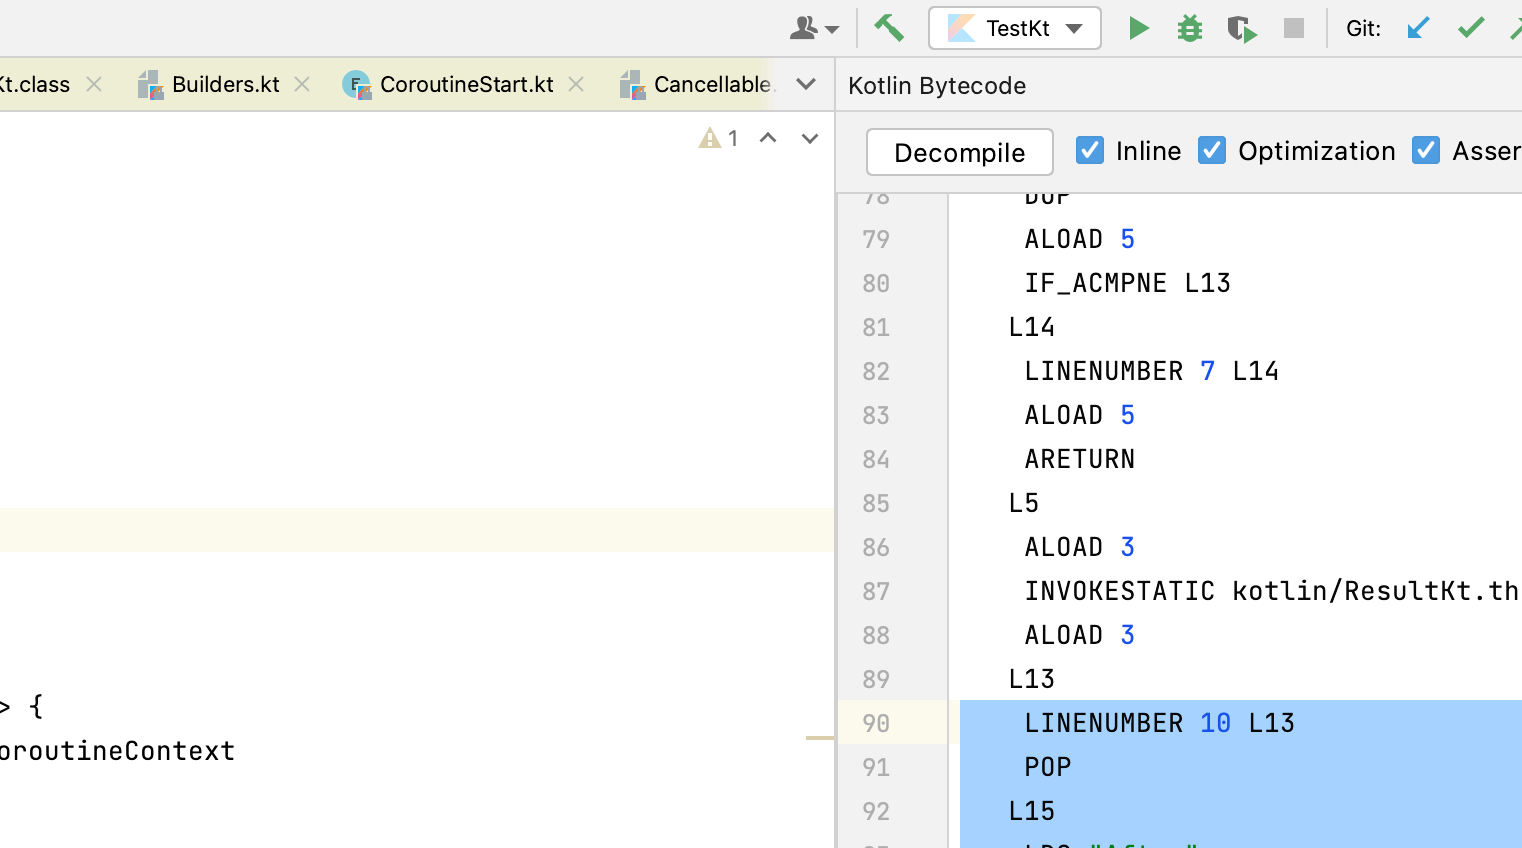 TestKt
Git:
Kt.class
Builders.kt
CoroutineStart.kt
Cancellable
Kotlin Bytecode
1
Decompile
Inline
Optimization
Asser
> {
oroutineContext
78 DUP
79 ALOAD 5
80 IF_ACMPNE L13
81 L14
82 LINENUMBER 7 L14
83 ALOAD 5
84 ARETURN
85 L5
86 ALOAD 3
87 INVOKESTATIC kotlin/ResultKt.th
88 ALOAD 3
89 L13
90 LINENUMBER 10 L13
91 POP
92 L15